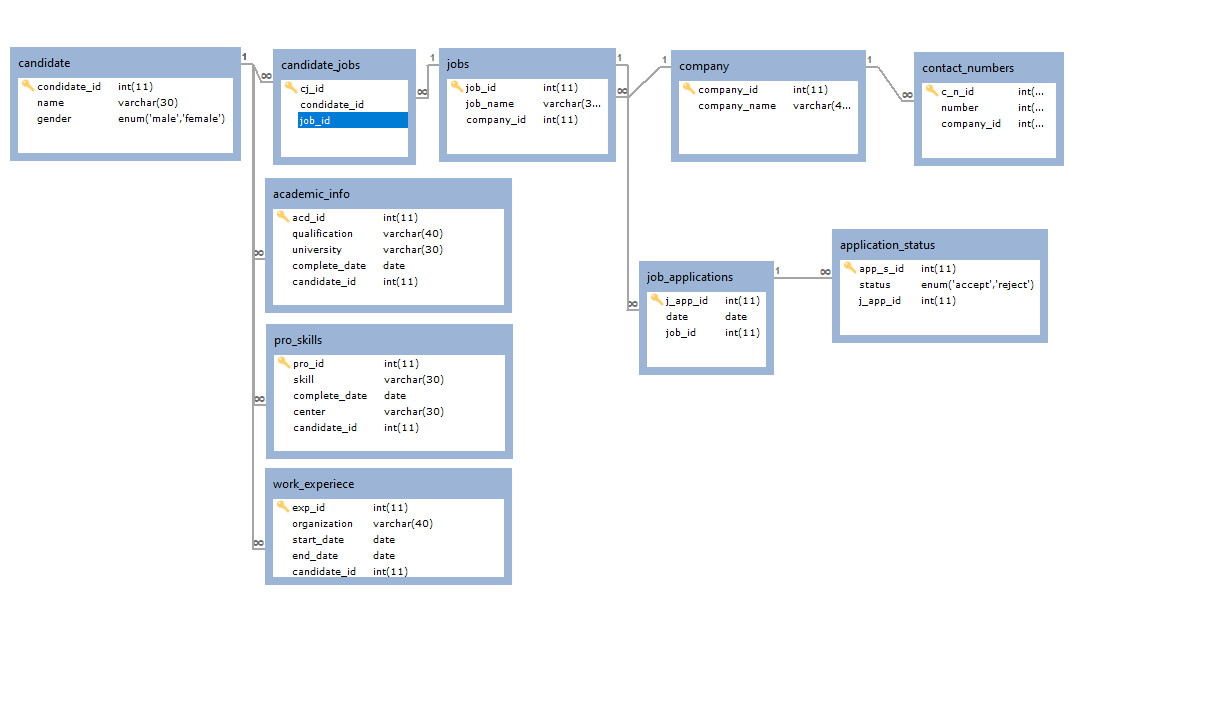 candidate
condidate_id int(11)
name varchar(30)
gender enum('male','female')
1
∞
candidate_jobs
cj_id
condidate_id
job_id
1
∞
jobs
job_id int(11)
job_name varchar(3...
company_id int(11)
1
∞
1
company
company_id int(11)
company_name varchar(4...
1
∞
contact_numbers
c_n_id int(...
number int(...
company_id int(...
academic_info
acd_id int(11)
qualification varchar(40)
university varchar(30)
complete_date date
candidate_id int(11)
∞
pro_skills
pro_id int(11)
skill varchar(30)
complete_date date
center varchar(30)
candidate_id int(11)
∞
work_experiece
exp_id int(11)
organization varchar(40)
start_date date
end_date date
candidate_id int(11)
∞
job_applications
j_app_id int(11)
date date
job_id int(11)
∞
1
∞
application_status
app_s_id int(11)
status enum('accept','reject')
j_app_id int(11)